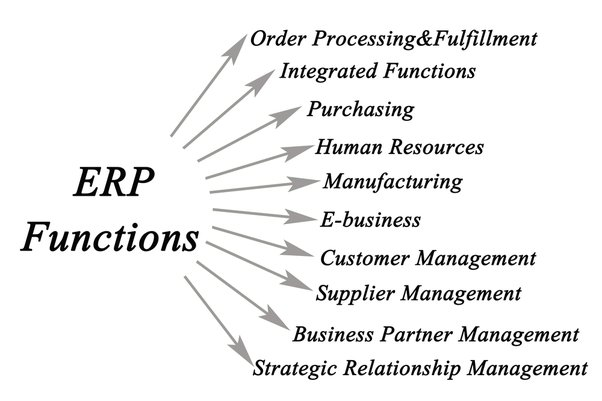 Order Processing&Fulfillment
Integrated Functions
Purchasing
Human Resources
Manufacturing
ERP
Functions
E-business
Customer Management
Supplier Management
Business Partner Management
Strategic Relationship Management